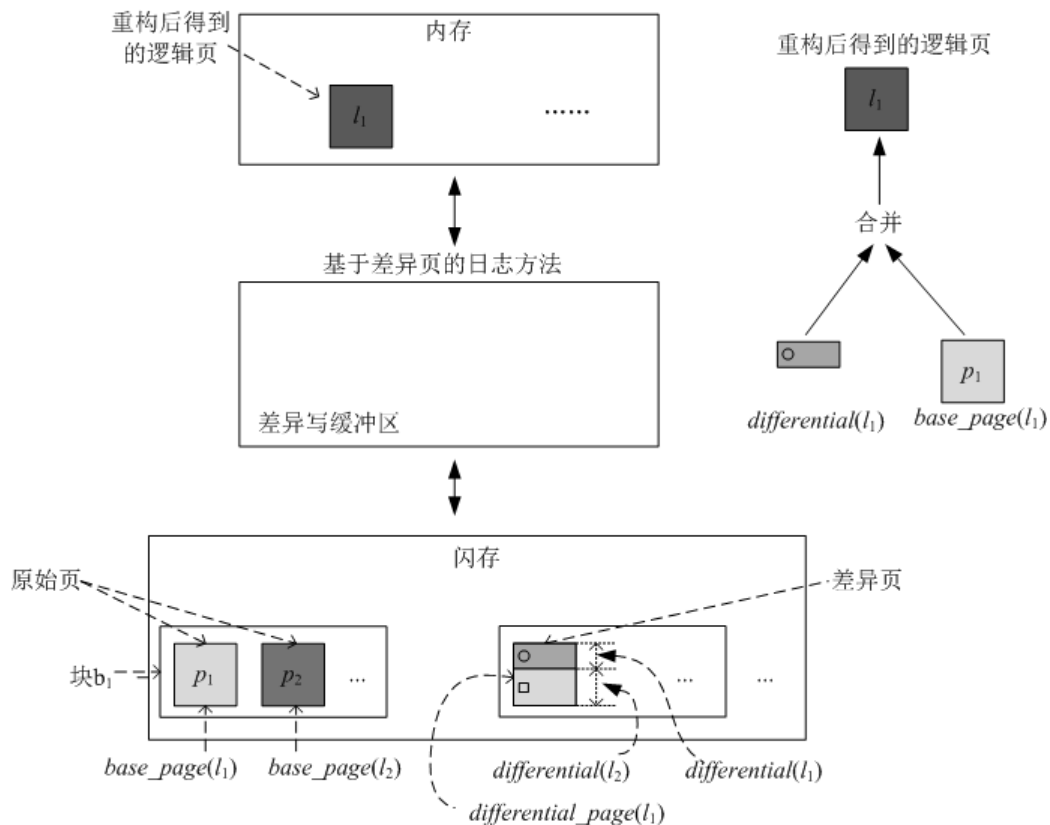 重构后得到
的逻辑页
内存
l₁
……
重构后得到的逻辑页
l₁
合并
基于差异页的日志方法
差异写缓冲区
p₁
differential(l₁)
base_page(l₁)
闪存
原始页
差异页
块b₁
p₁
p₂
...
...
...
base_page(l₁)
base_page(l₂)
differential(l₂)
differential(l₁)
differential_page(l₁)